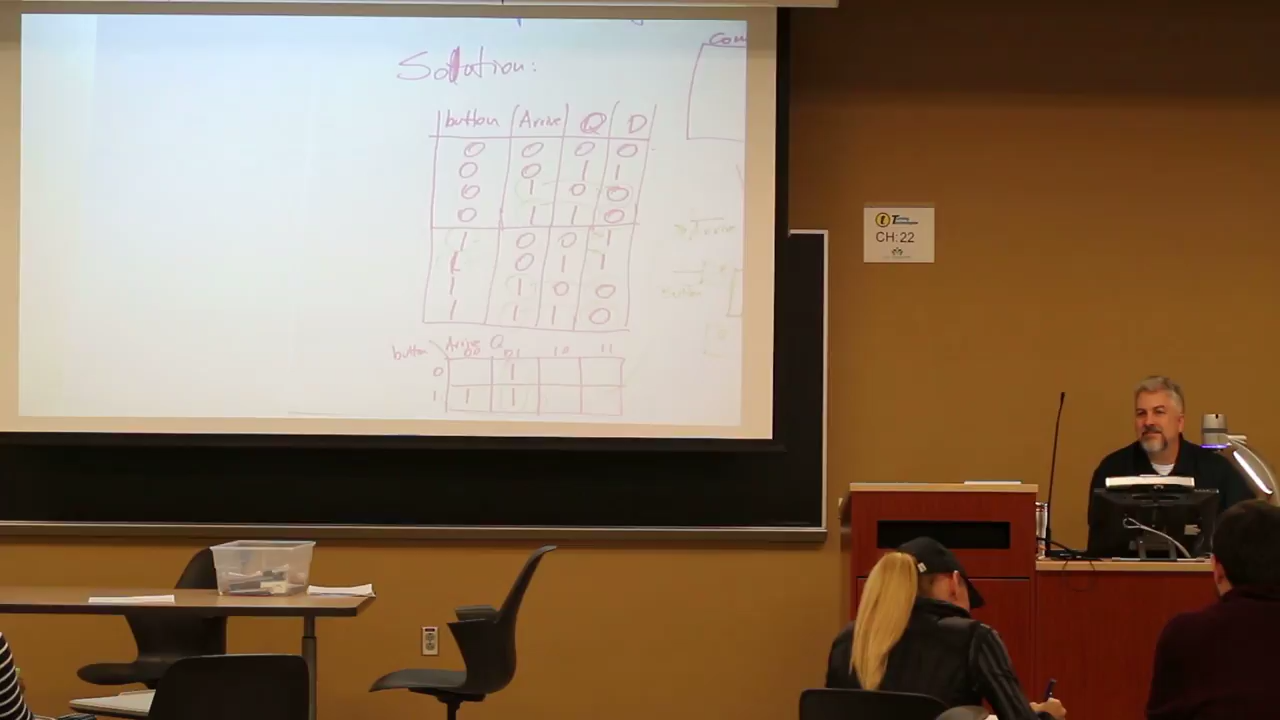 Solution:
button Arrive Q D
0 0 0 0
0 0 1 1
0 1 0 0
0 1 1 0
1 0 0 1
1 0 1 1
1 1 0 0
1 1 1 0
button Arrive Q
00 01 10 11
0 1
1 1 1
Com
CH:22